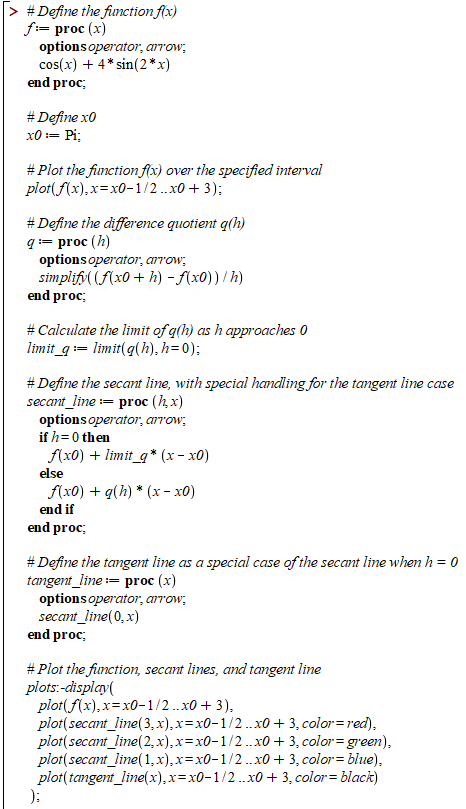 > # Define the function f(x)
f := proc (x)
options operator, arrow;
cos(x) + 4*sin(2*x)
end proc;
# Define x0
x0 := Pi;
# Plot the function f(x) over the specified interval
plot(f(x), x=x0-1/2..x0 + 3);
# Define the difference quotient q(h)
q := proc (h)
options operator, arrow;
simplify((f(x0 + h) - f(x0)) / h)
end proc;
# Calculate the limit of q(h) as h approaches 0
limit_q := limit(q(h), h=0);
# Define the secant line, with special handling for the tangent line case
secant_line := proc (h, x)
options operator, arrow;
if h=0 then
f(x0) + limit_q* (x - x0)
else
f(x0) + q(h) * (x - x0)
end if
end proc;
# Define the tangent line as a special case of the secant line when h = 0
tangent_line := proc (x)
options operator, arrow;
secant_line(0, x)
end proc;
# Plot the function, secant lines, and tangent line
plots:-display(
plot(f(x), x=x0-1/2..x0 + 3),
plot(secant_line(3, x), x=x0-1/2..x0 + 3, color=red),
plot(secant_line(2, x), x=x0-1/2..x0 + 3, color=green),
plot(secant_line(1, x), x=x0-1/2..x0 + 3, color=blue),
plot(tangent_line(x), x=x0-1/2..x0 + 3, color=black)
);